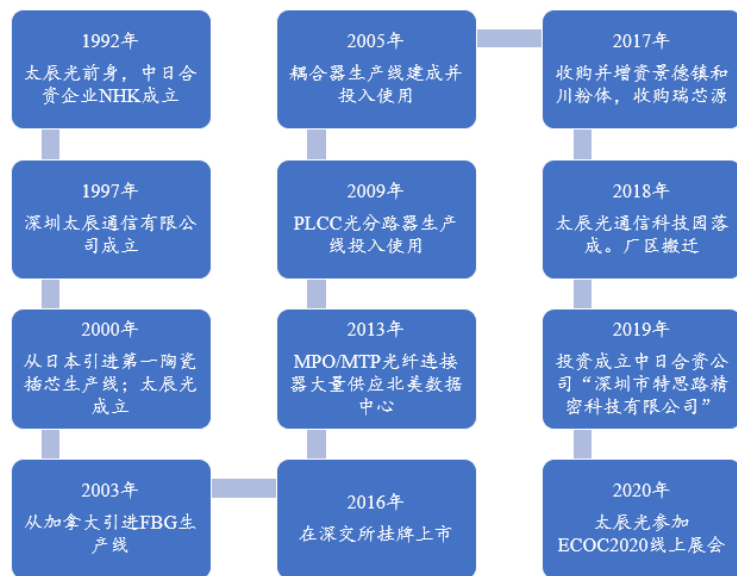 1992年
太辰光前身，中日合
资企业NHK成立
1997年
深圳太辰通信有限公
司成立
2000年
从日本引进第一陶瓷
插芯生产线；太辰光
成立
2003年
从加拿大引进FBG生
产线
2005年
耦合器生产线建成并
投入使用
2009年
PLCC光分路器生产
线投入使用
2013年
MPO/MTP光纤连接
器大量供应北美数据
中心
2016年
在深交所挂牌上市
2017年
收购并增资景德镇和
川粉体，收购瑞芯源
2018年
太辰光通信科技园落
成。厂区搬迁
2019年
投资成立中日合资公
司“深圳市特思路精
密科技有限公司”
2020年
太辰光参加
ECOC2020线上展会